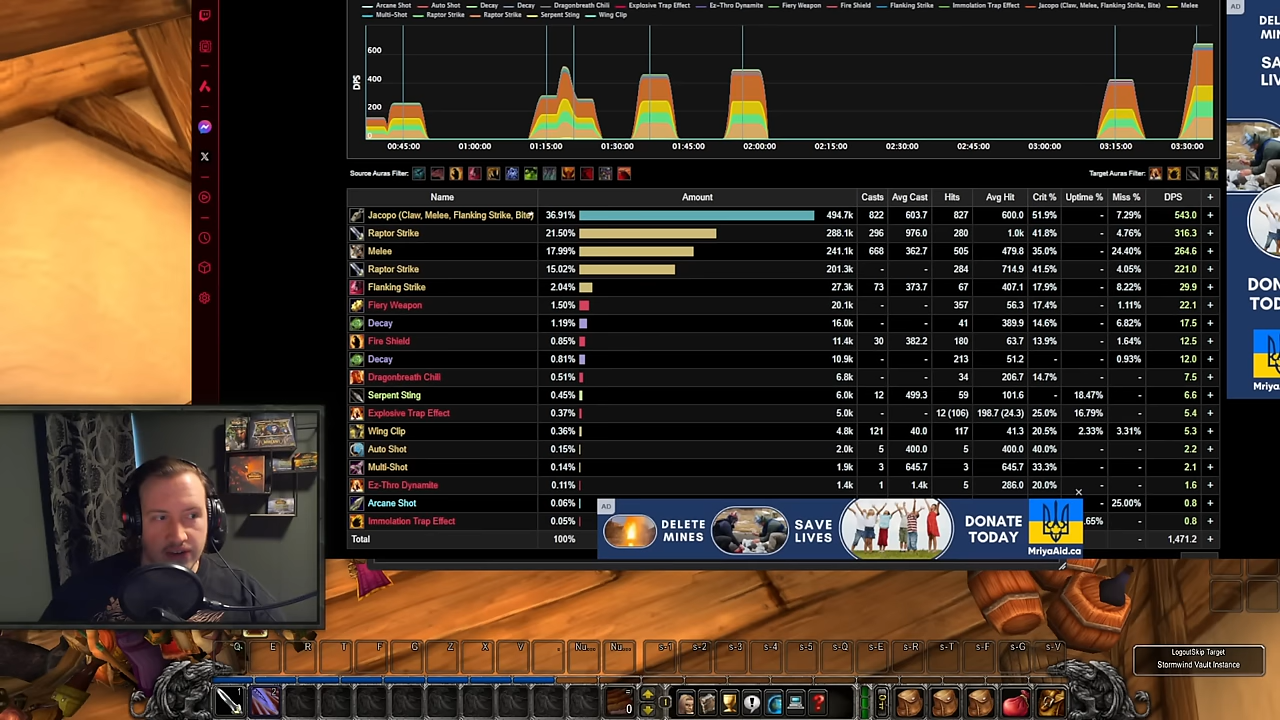 Arcane Shot Auto Shot Decay Decay Dragonbreath Chili Explosive Trap Effect Ez-Thro Dynamite Fiery Weapon Fire Shield Flanking Strike Immolation Trap Effect Jacopo (Claw, Melee, Flanking Strike, Bite) Melee
Multi-Shot Raptor Strike Raptor Strike Serpent Sting Wing Clip
DPS
600
400
200
0
00:45:00 01:00:00 01:15:00 01:30:00 01:45:00 02:00:00 02:15:00 02:30:00 02:45:00 03:00:00 03:15:00 03:30:00
Source Auras Filter: Target Auras Filter:
Name Amount Casts Avg Cast Hits Avg Hit Crit % Uptime % Miss % DPS +
Jacopo (Claw, Melee, Flanking Strike, Bite) 36.91% 494.7k 822 603.7 827 600.0 51.9% - 7.29% 543.0 +
Raptor Strike 21.50% 288.1k 296 976.0 280 1.0k 41.8% - 4.76% 316.3 +
Melee 17.99% 241.1k 668 362.7 505 479.8 35.0% - 24.40% 264.6 +
Raptor Strike 15.02% 201.3k - - 284 714.9 41.5% - 4.05% 221.0 +
Flanking Strike 2.04% 27.3k 73 373.7 67 407.1 17.9% - 8.22% 29.9 +
Fiery Weapon 1.50% 20.1k - - 357 56.3 17.4% - 1.11% 22.1 +
Decay 1.19% 16.0k - - 41 389.9 14.6% - 6.82% 17.5 +
Fire Shield 0.85% 11.4k 30 382.2 180 63.7 13.9% - 1.64% 12.5 +
Decay 0.81% 10.9k - - 213 51.2 - - 0.93% 12.0 +
Dragonbreath Chili 0.51% 6.8k - - 34 206.7 14.7% - - 7.5 +
Serpent Sting 0.45% 6.0k 12 499.3 59 101.6 - 18.47% - 6.6 +
Explosive Trap Effect 0.37% 5.0k - - 12 (106) 198.7 (24.3) 25.0% 16.79% - 5.4 +
Wing Clip 0.36% 4.8k 121 40.0 117 41.3 20.5% 2.33% 3.31% 5.3 +
Auto Shot 0.15% 2.0k 5 400.0 5 400.0 40.0% - - 2.2 +
Multi-Shot 0.14% 1.9k 3 645.7 3 645.7 33.3% - - 2.1 +
Ez-Thro Dynamite 0.11% 1.4k 1 1.4k 5 286.0 20.0% - - 1.6 +
Arcane Shot 0.06% - 25.00% 0.8 +
Immolation Trap Effect 0.05% .65% - 0.8 +
Total 100% - 1,471.2 +
AD
DELETE
MINES
SAVE
LIVES
DONATE
TODAY
MriyaAid.ca
AD
DEL
MIN
SA
LIV
DON
TODA
MriyaA
Q E R T F G Z X V . Nu... Nu... s-1 s-2 s-3 s-4 s-5 s-Q s-E s-R s-T s-F s-G s-V
LogoutSkip Target
Stormwind Vault Instance
2
0
1